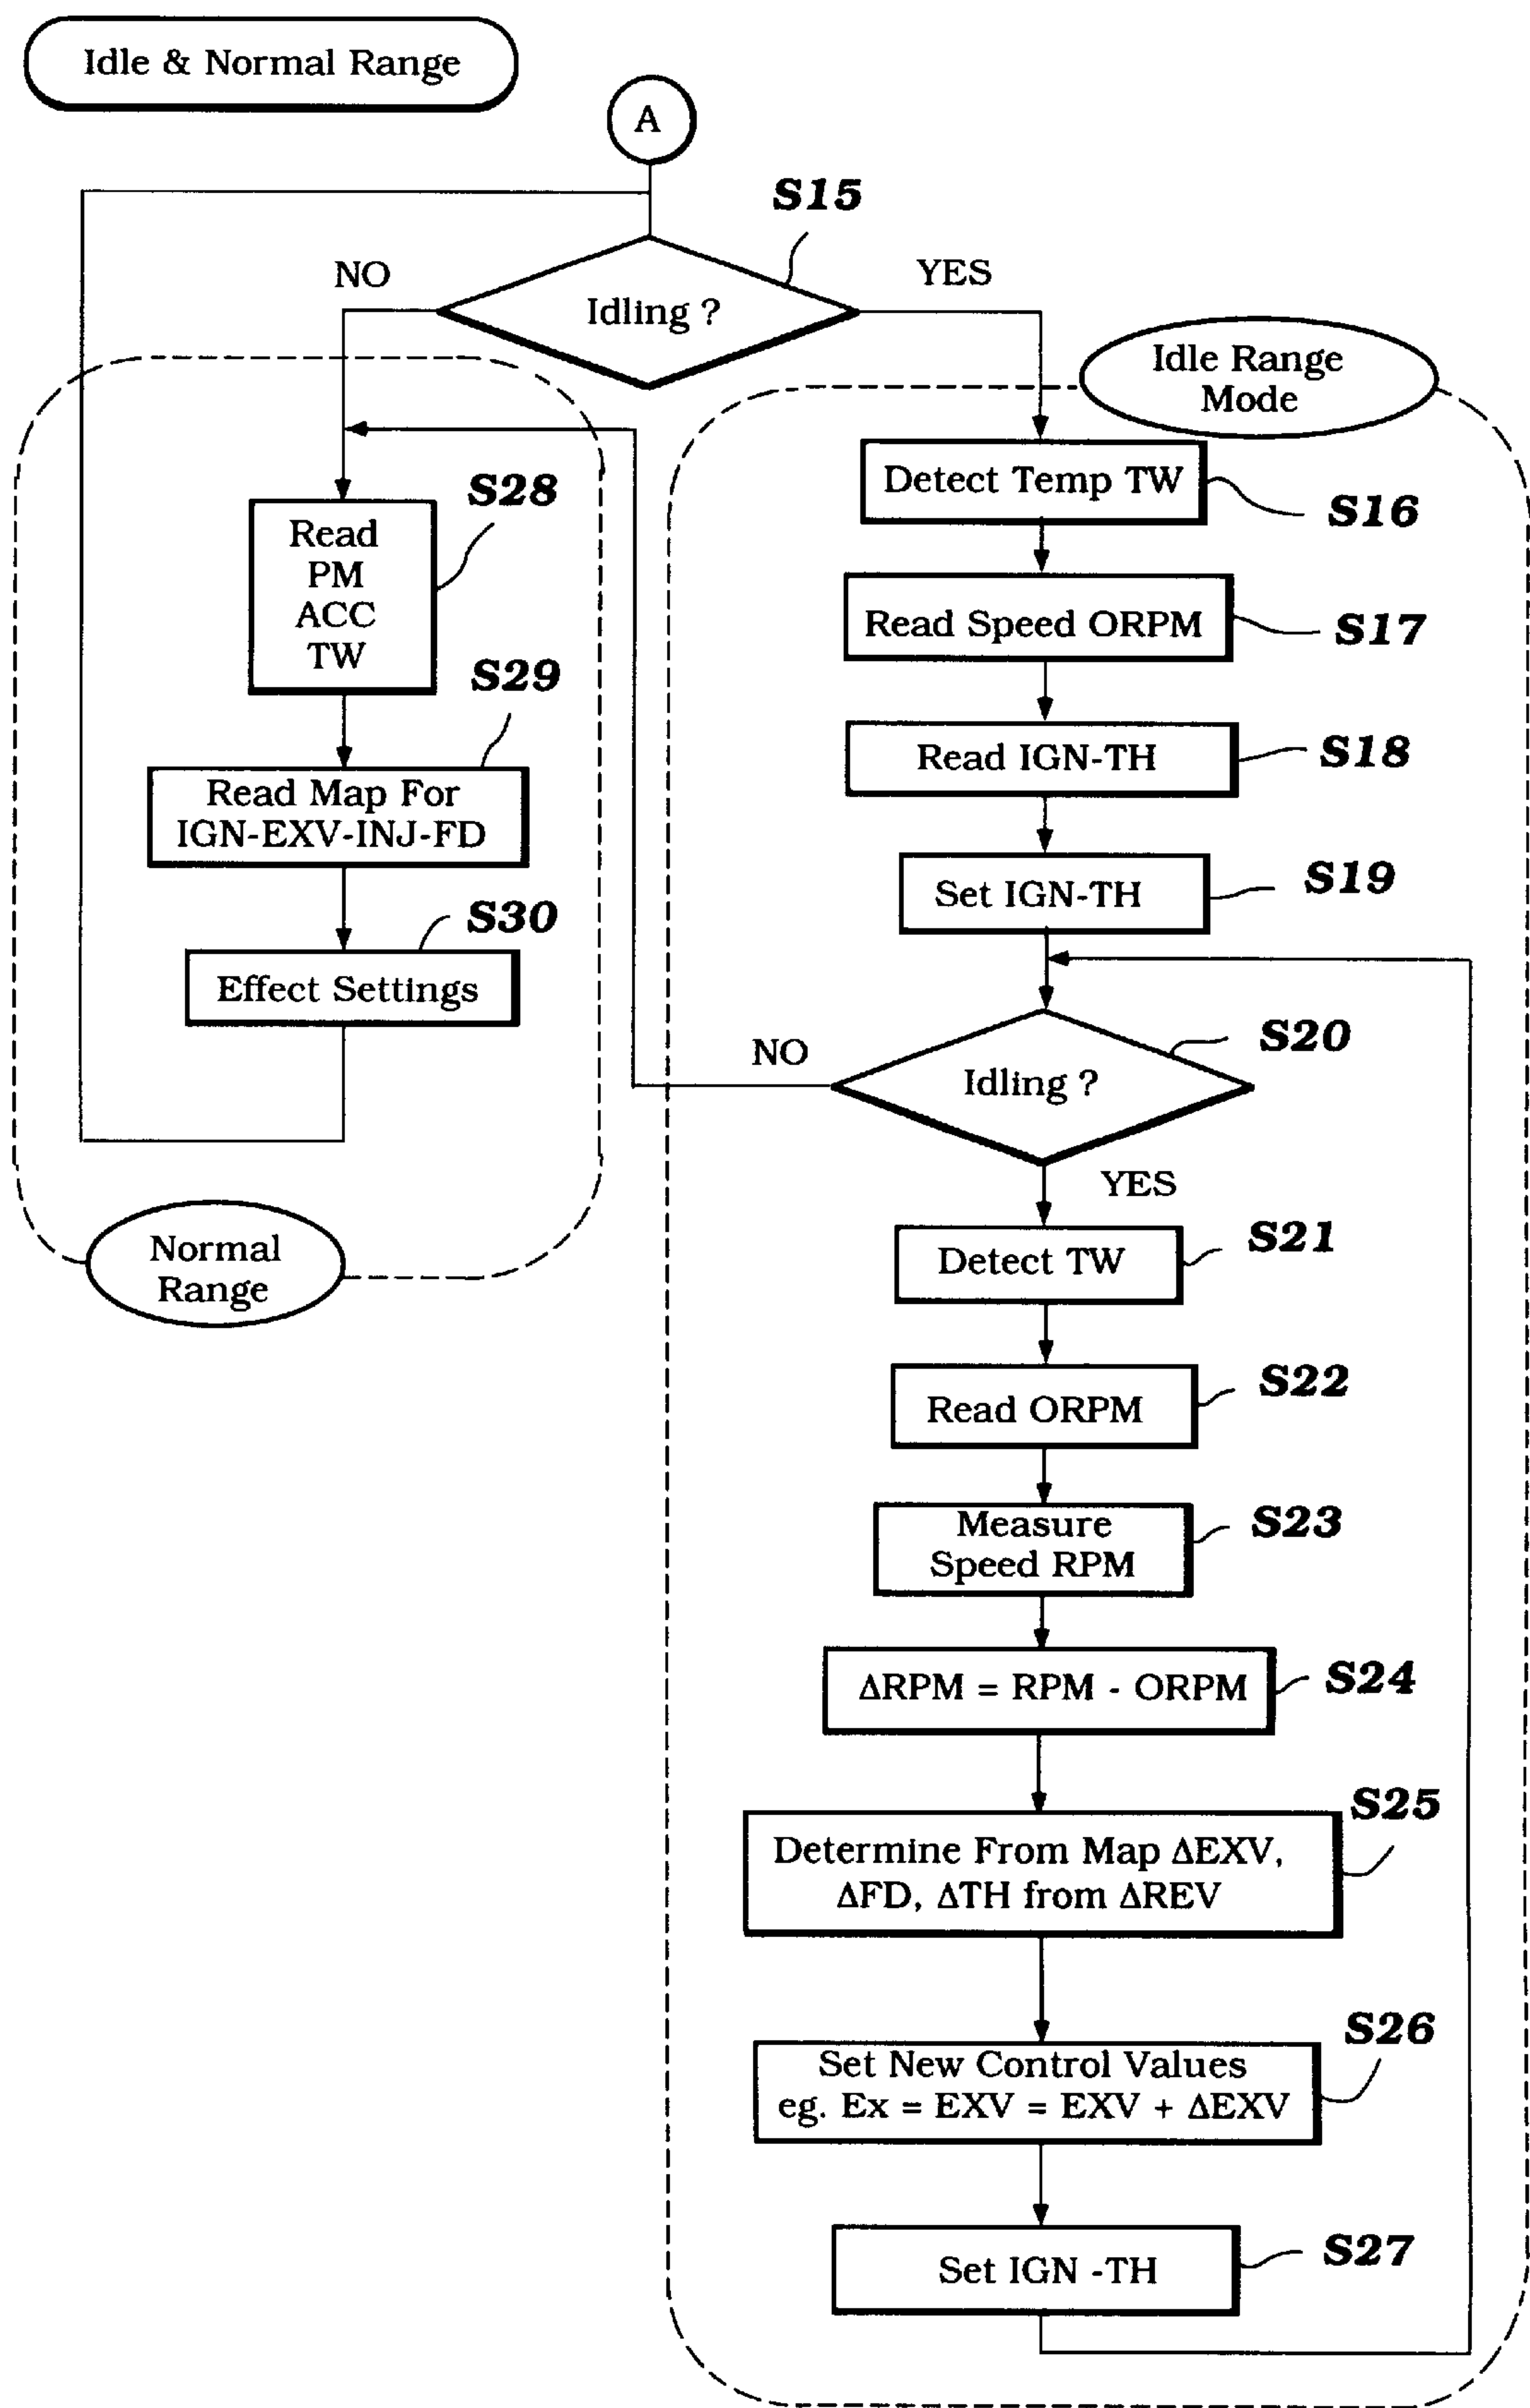 Idle & Normal Range
A
S15
NO
YES
Idling ?
Idle Range
Mode
Detect Temp TW
S16
Read Speed ORPM
S17
Read IGN-TH
S18
Set IGN-TH
S19
NO
Idling ?
S20
YES
Detect TW
S21
Read ORPM
S22
Measure
Speed RPM
S23
ΔRPM = RPM - ORPM
S24
Determine From Map ΔEXV,
ΔFD, ΔTH from ΔREV
S25
Set New Control Values
eg. Ex = EXV = EXV + ΔEXV
S26
Set IGN -TH
S27
Read
PM
ACC
TW
S28
Read Map For
IGN-EXV-INJ-FD
S29
Effect Settings
S30
Normal
Range